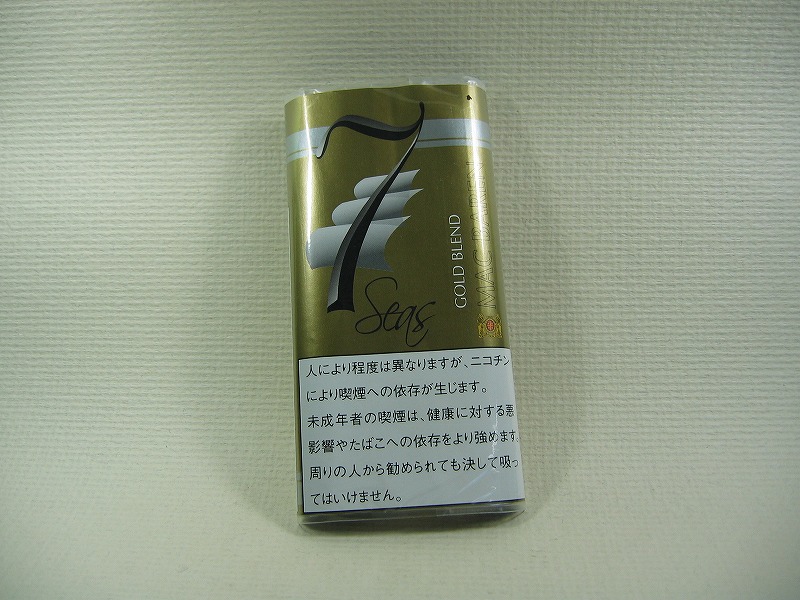 7
Seas
GOLD BLEND
MAC BAREN
人により程度は異なりますが、ニコチン
により喫煙への依存が生じます。
未成年者の喫煙は、健康に対する悪
影響やたばこへの依存をより強めます。
周りの人から勧められても決して吸っ
てはいけません。